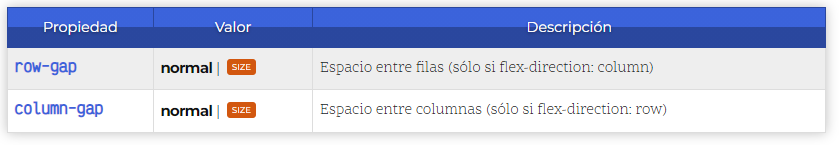 Propiedad Valor Descripción
row-gap normal | SIZE Espacio entre filas (sólo si flex-direction: column)
column-gap normal | SIZE Espacio entre columnas (sólo si flex-direction: row)